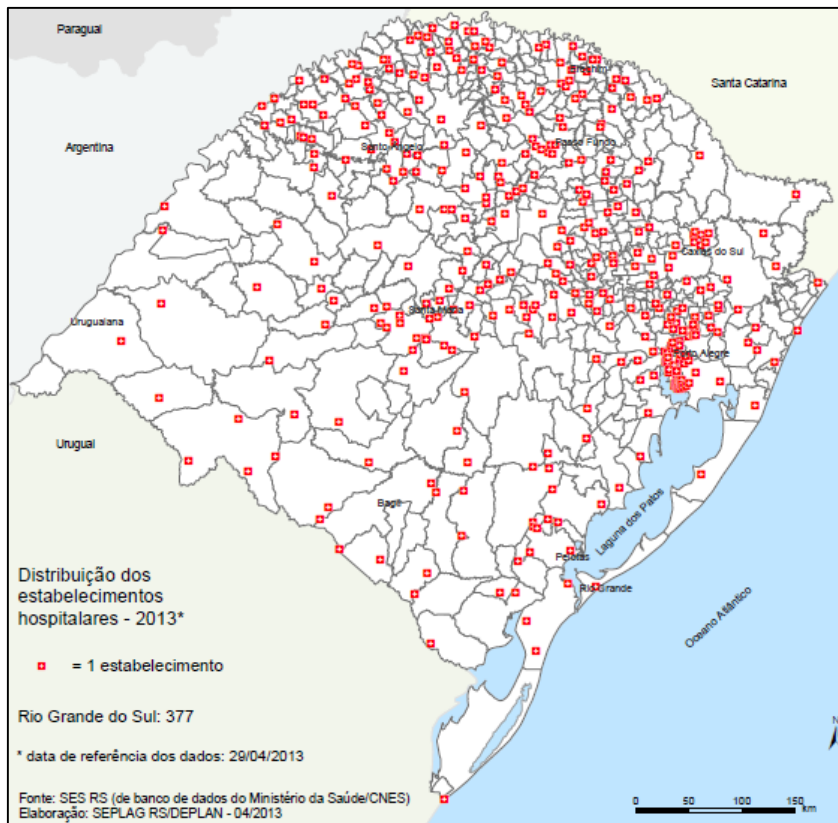 Paraguai
Santa Catarina
Erechim
Argentina
Santo Ângelo
Passo Fundo
Caxias do Sul
Uruguaiana
Santa Maria
Porto Alegre
Uruguai
Bagé
Laguna dos Patos
Pelotas
Rio Grande
Oceano Atlântico
Distribuição dos
estabelecimentos
hospitalares - 2013*
= 1 estabelecimento
Rio Grande do Sul: 377
* data de referência dos dados: 29/04/2013
Fonte: SES RS (de banco de dados do Ministério da Saúde/CNES)
Elaboração: SEPLAG RS/DEPLAN - 04/2013
N
0 50 100 150
km